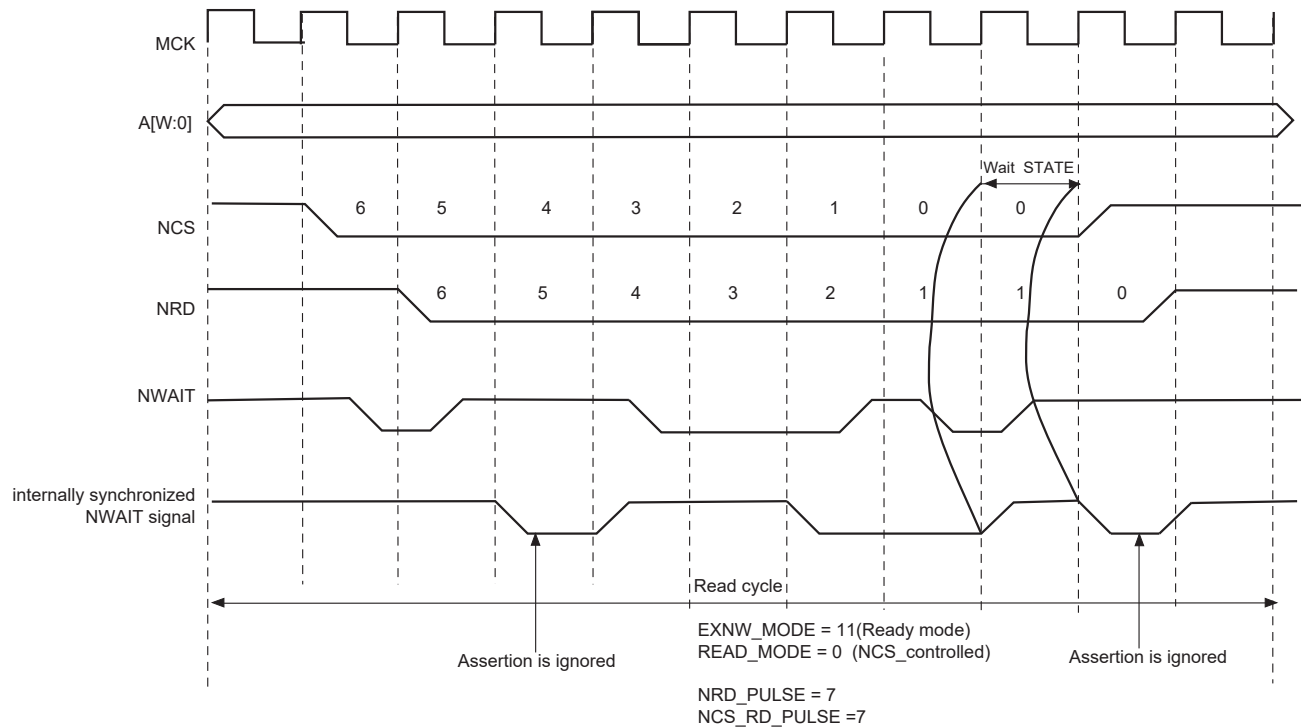 MCK
A[W:0]
Wait STATE
NCS
6 5 4 3 2 1 0 0
NRD
6 5 4 3 2 1 1 0
NWAIT
internally synchronized
NWAIT signal
Read cycle
EXNW_MODE = 11(Ready mode)
READ_MODE = 0 (NCS_controlled)
Assertion is ignored
Assertion is ignored
NRD_PULSE = 7
NCS_RD_PULSE =7